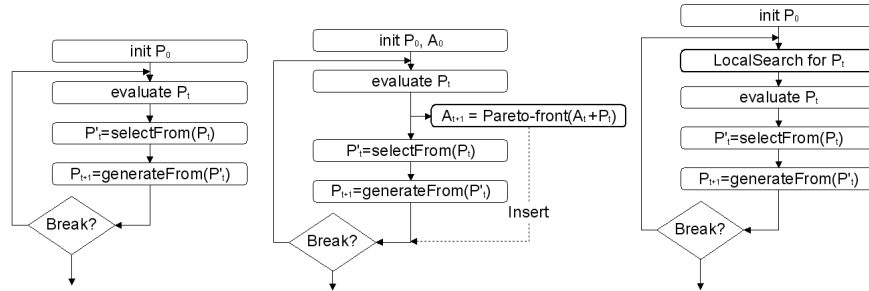 init P₀
evaluate Pₜ
P'ₜ=selectFrom(Pₜ)
Pₜ₊₁=generateFrom(P'ₜ)
Break?
init P₀, A₀
evaluate Pₜ
Aₜ₊₁ = Pareto-front(Aₜ+Pₜ)
P'ₜ=selectFrom(Pₜ)
Pₜ₊₁=generateFrom(P'ₜ)
Insert
Break?
init P₀
LocalSearch for Pₜ
evaluate Pₜ
P'ₜ=selectFrom(Pₜ)
Pₜ₊₁=generateFrom(P'ₜ)
Break?